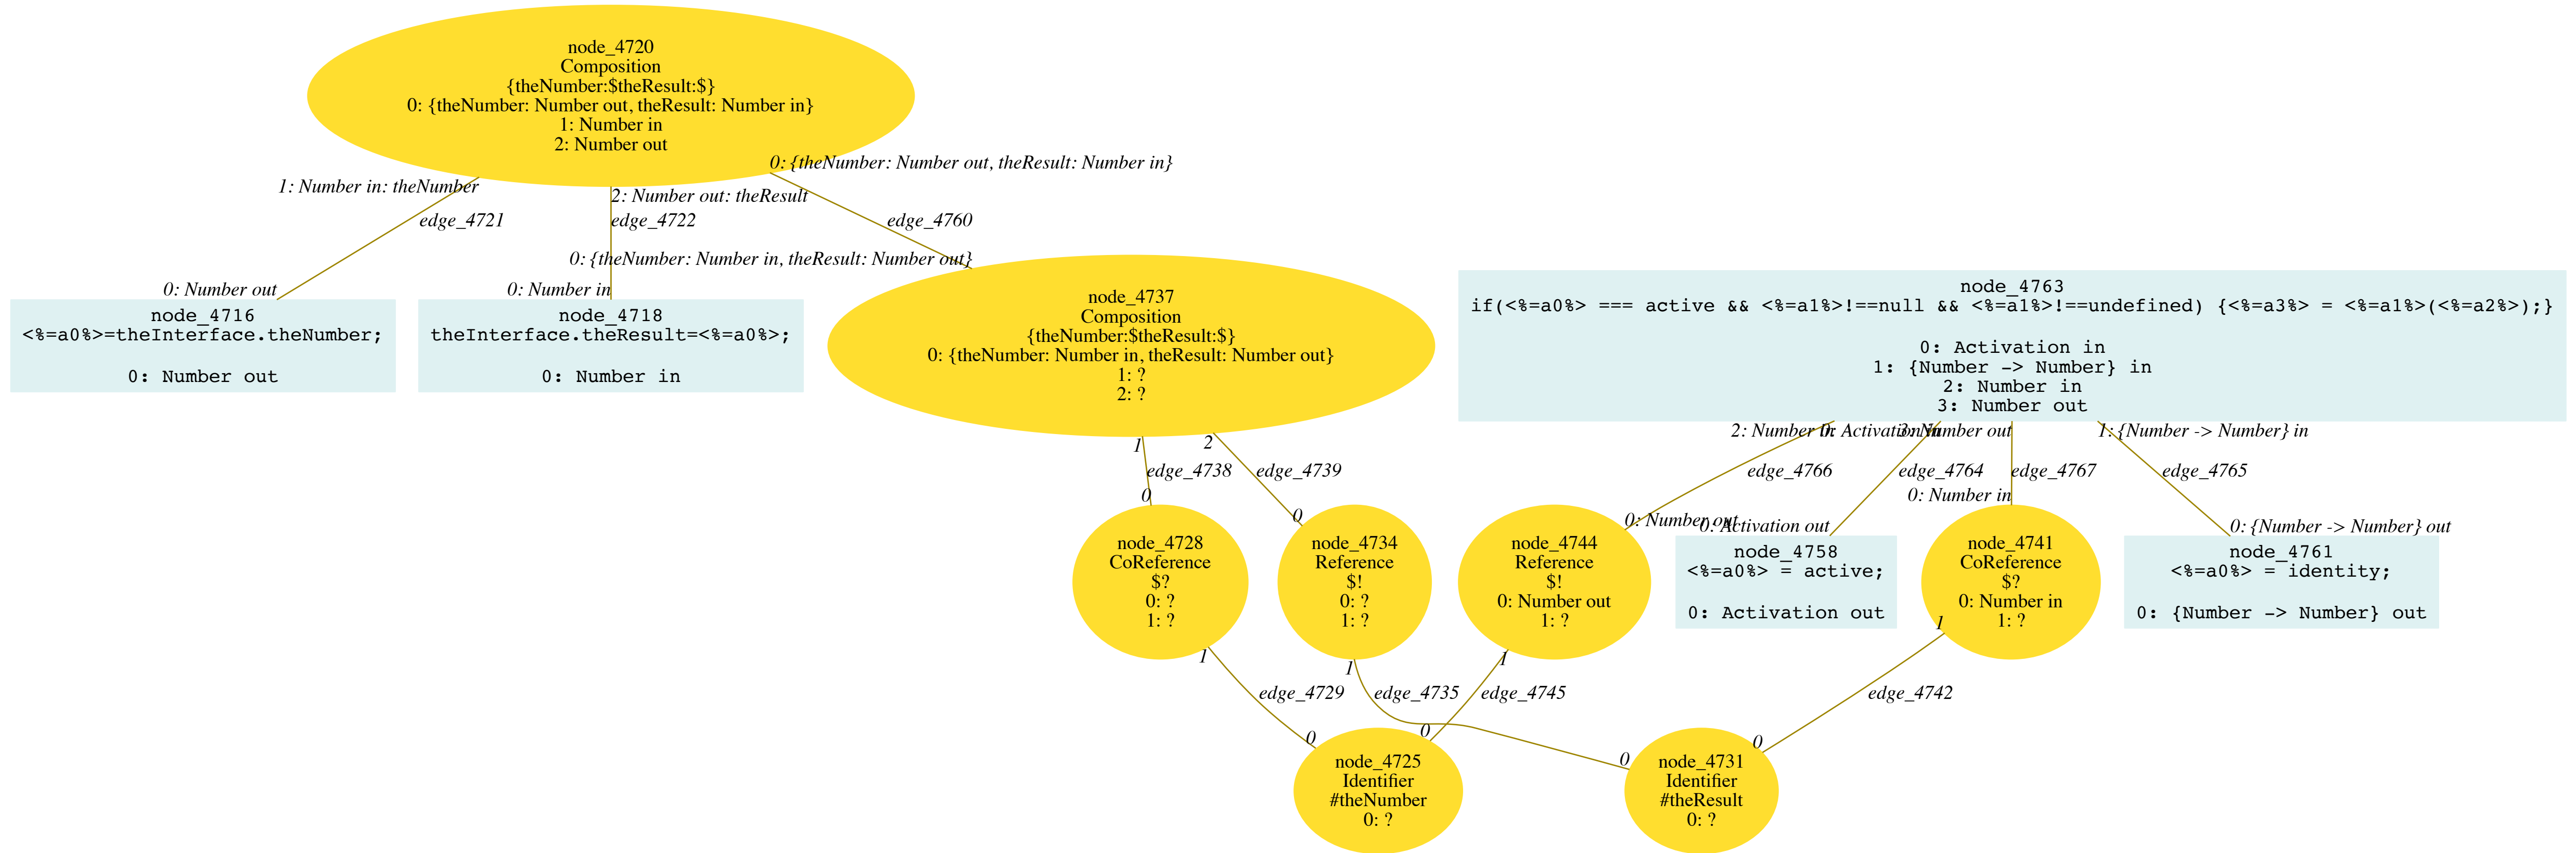 node_4720
Composition
{theNumber:$theResult:$}
0: {theNumber: Number out, theResult: Number in}
1: Number in
2: Number out
0: {theNumber: Number out, theResult: Number in}
1: Number in: theNumber
2: Number out: theResult
edge_4721
edge_4722
edge_4760
0: {theNumber: Number in, theResult: Number out}
0: Number out
0: Number in
node_4716
<%=a0%>=theInterface.theNumber;
0: Number out
node_4718
theInterface.theResult=<%=a0%>;
0: Number in
node_4737
Composition
{theNumber:$theResult:$}
0: {theNumber: Number in, theResult: Number out}
1: ?
2: ?
node_4763
if(<%=a0%> === active && <%=a1%>!==null && <%=a1%>!==undefined) {<%=a3%> = <%=a1%>(<%=a2%>);}
0: Activation in
1: {Number -> Number} in
2: Number in
3: Number out
1
2
2: Number in
0: Activation in
3: Number out
1: {Number -> Number} in
edge_4738
edge_4739
edge_4766
edge_4764
edge_4767
edge_4765
0
0
0: Number out
0: Activation out
0: Number in
0: {Number -> Number} out
node_4728
CoReference
$?
0: ?
1: ?
node_4734
Reference
$!
0: ?
1: ?
node_4744
Reference
$!
0: Number out
1: ?
node_4758
<%=a0%> = active;
0: Activation out
node_4741
CoReference
$?
0: Number in
1: ?
node_4761
<%=a0%> = identity;
0: {Number -> Number} out
1
1
1
1
edge_4729
edge_4735
edge_4745
edge_4742
0
0
0
0
node_4725
Identifier
#theNumber
0: ?
node_4731
Identifier
#theResult
0: ?